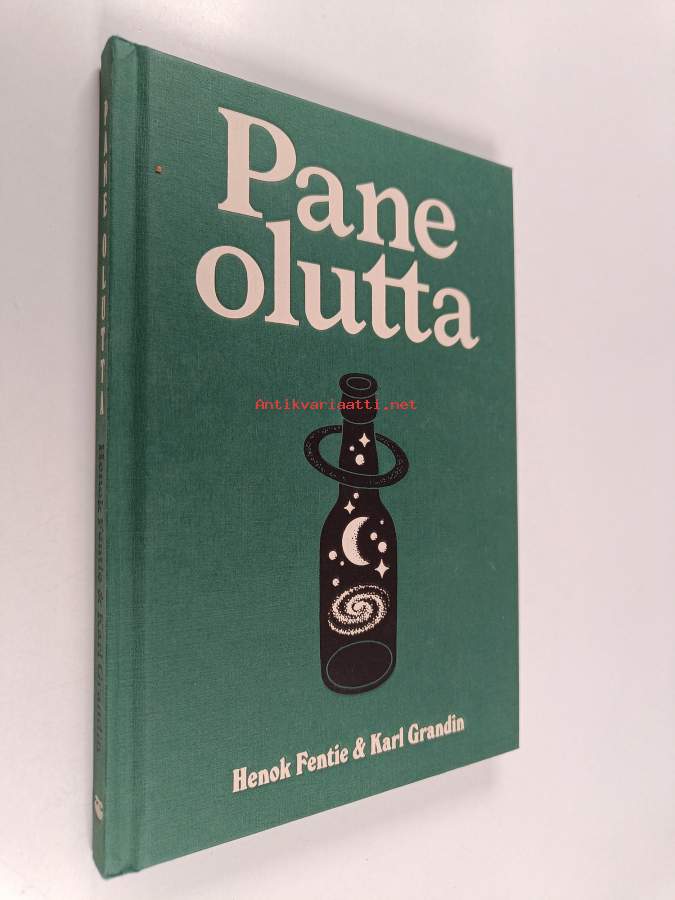 Pane
olutta
Antikvariaatti.net
Henok Fentie & Karl Grandin
PANE OLUTTA Henok Fentie & Karl Grandin